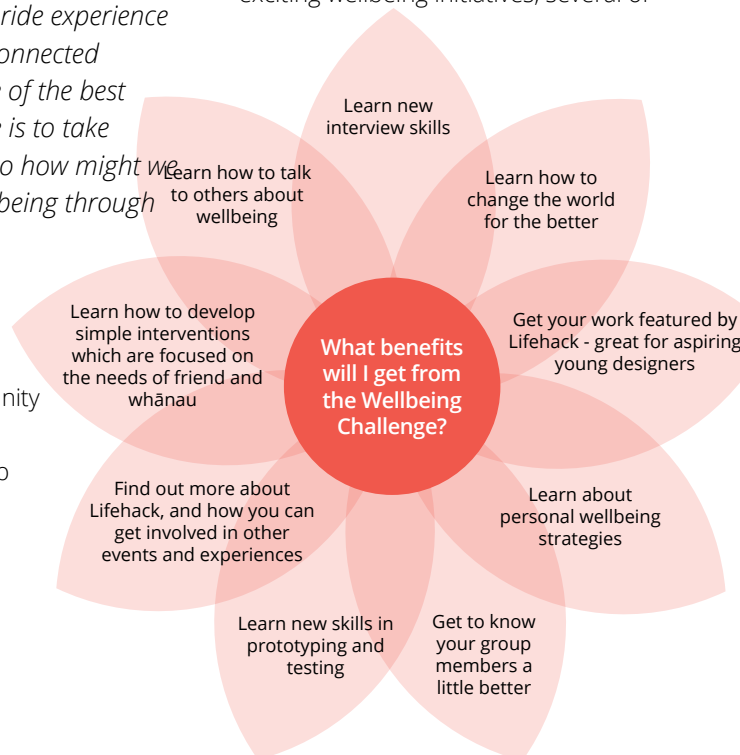 ride experience
onnected
of the best
is to take
o how might we
being through
exciting wellbeing initiatives, several of
nity
Learn new
interview skills
Learn how to
change the world
for the better
Get your work featured by
Lifehack - great for aspiring
young designers
Learn about
personal wellbeing
strategies
Get to know
your group
members a
little better
Learn new skills in
prototyping and
testing
Find out more about
Lifehack, and how you can
get involved in other
events and experiences
Learn how to develop
simple interventions
which are focused on
the needs of friend and
whānau
Learn how to talk
to others about
wellbeing
What benefits
will I get from
the Wellbeing
Challenge?